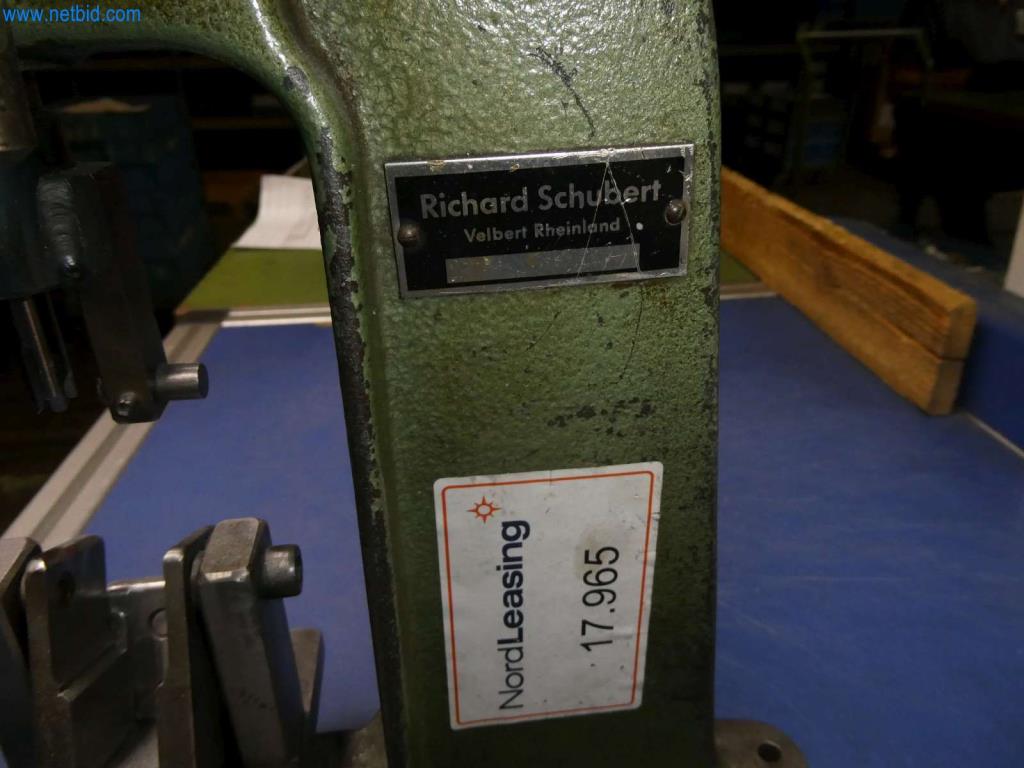 www.netbid.com
Richard Schubert
Velbert Rheinland
NordLeasing
17.965